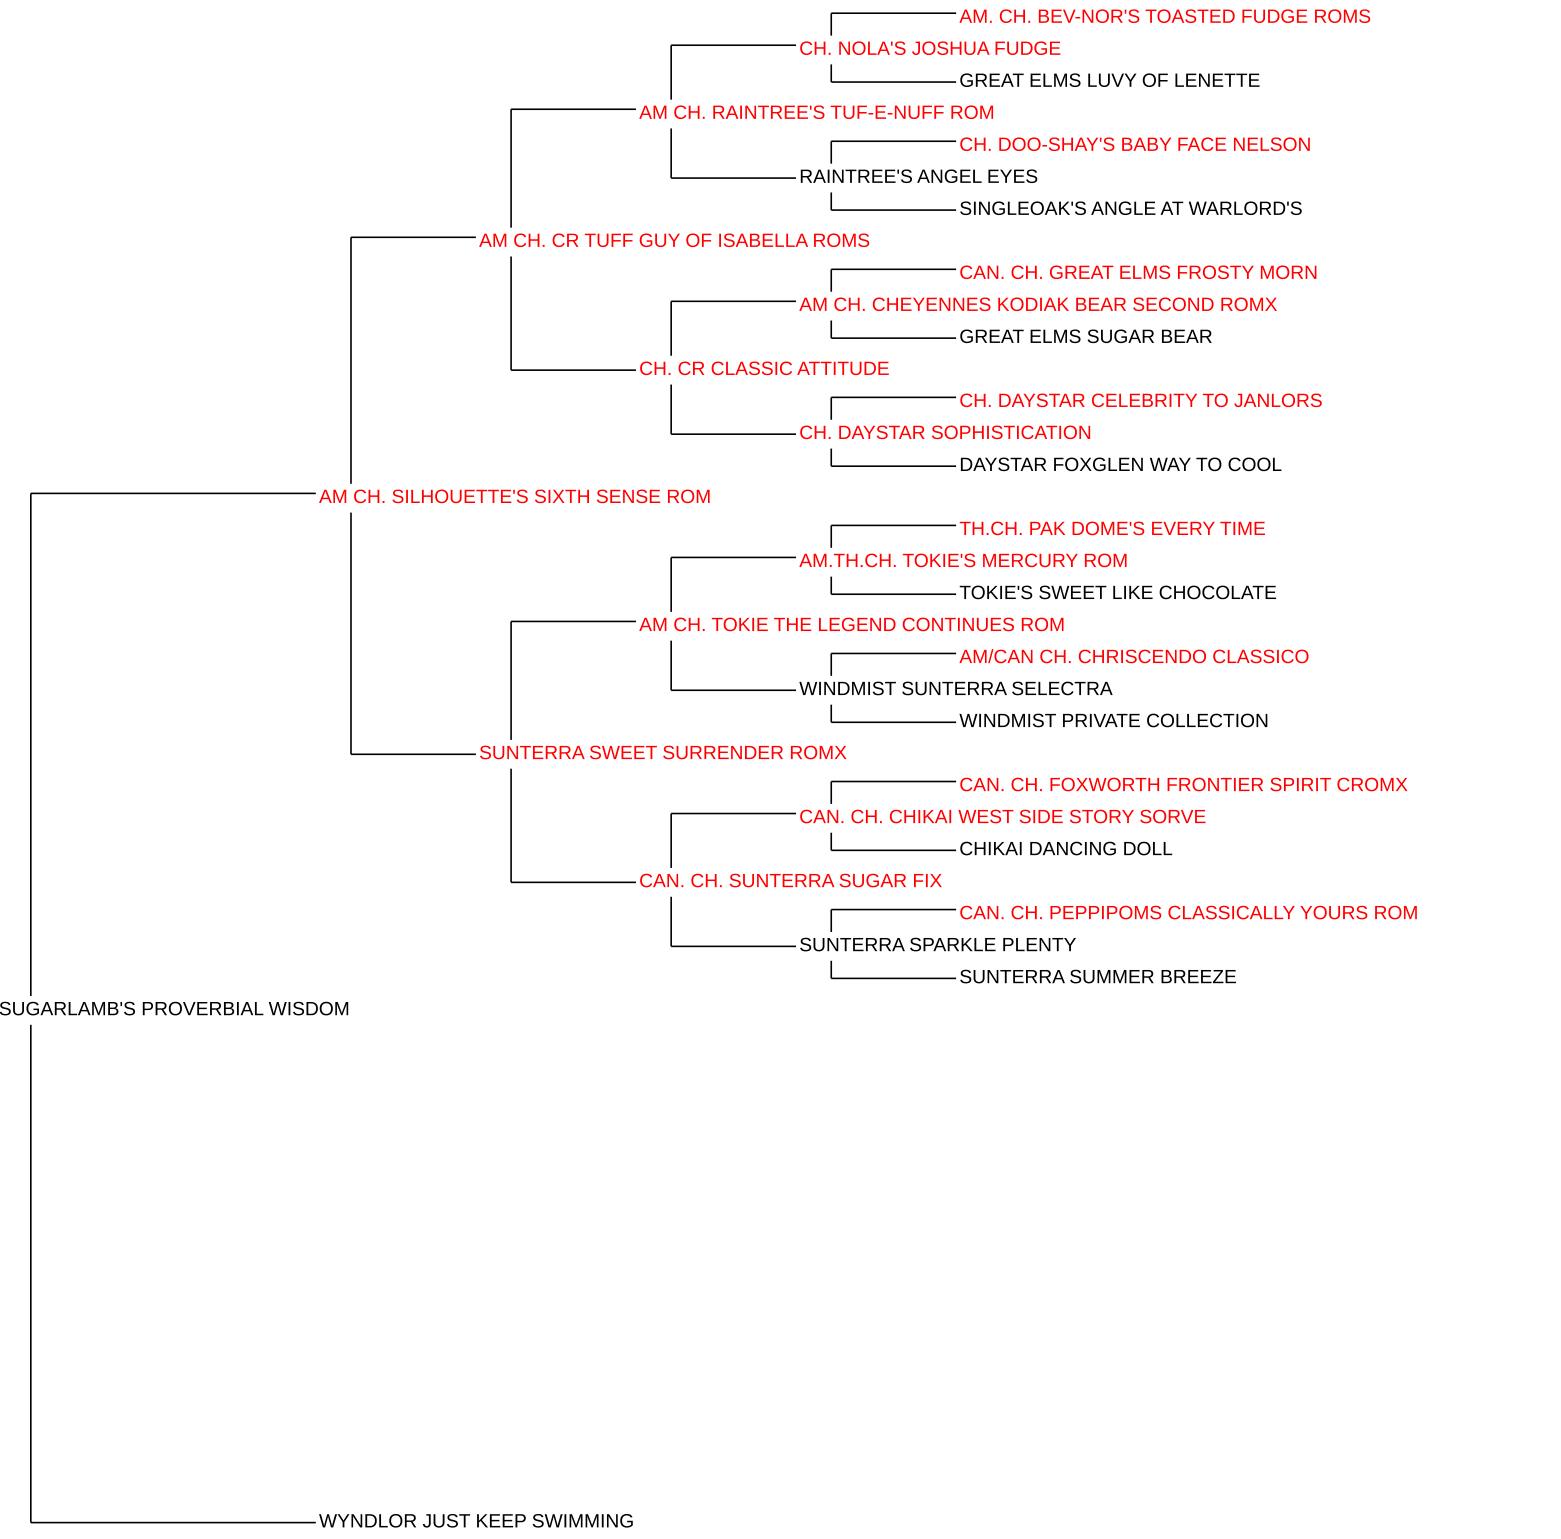 AM. CH. BEV-NOR'S TOASTED FUDGE ROMS
CH. NOLA'S JOSHUA FUDGE
GREAT ELMS LUVY OF LENETTE
AM CH. RAINTREE'S TUF-E-NUFF ROM
CH. DOO-SHAY'S BABY FACE NELSON
RAINTREE'S ANGEL EYES
SINGLEOAK'S ANGLE AT WARLORD'S
AM CH. CR TUFF GUY OF ISABELLA ROMS
CAN. CH. GREAT ELMS FROSTY MORN
AM CH. CHEYENNES KODIAK BEAR SECOND ROMX
GREAT ELMS SUGAR BEAR
CH. CR CLASSIC ATTITUDE
CH. DAYSTAR CELEBRITY TO JANLORS
CH. DAYSTAR SOPHISTICATION
DAYSTAR FOXGLEN WAY TO COOL
AM CH. SILHOUETTE'S SIXTH SENSE ROM
TH.CH. PAK DOME'S EVERY TIME
AM.TH.CH. TOKIE'S MERCURY ROM
TOKIE'S SWEET LIKE CHOCOLATE
AM CH. TOKIE THE LEGEND CONTINUES ROM
AM/CAN CH. CHRISCENDO CLASSICO
WINDMIST SUNTERRA SELECTRA
WINDMIST PRIVATE COLLECTION
SUNTERRA SWEET SURRENDER ROMX
CAN. CH. FOXWORTH FRONTIER SPIRIT CROMX
CAN. CH. CHIKAI WEST SIDE STORY SORVE
CHIKAI DANCING DOLL
CAN. CH. SUNTERRA SUGAR FIX
CAN. CH. PEPPIPOMS CLASSICALLY YOURS ROM
SUNTERRA SPARKLE PLENTY
SUNTERRA SUMMER BREEZE
SUGARLAMB'S PROVERBIAL WISDOM
WYNDLOR JUST KEEP SWIMMING